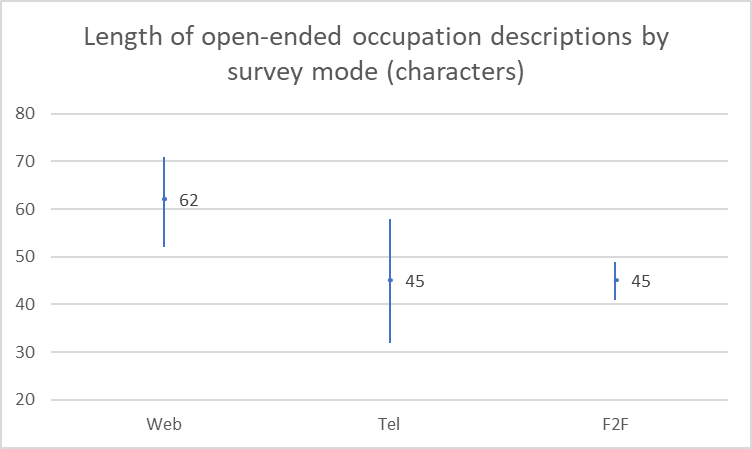 Length of open-ended occupation descriptions by
survey mode (characters)
80
70
60
50
40
30
20
62
45
45
Web
Tel
F2F